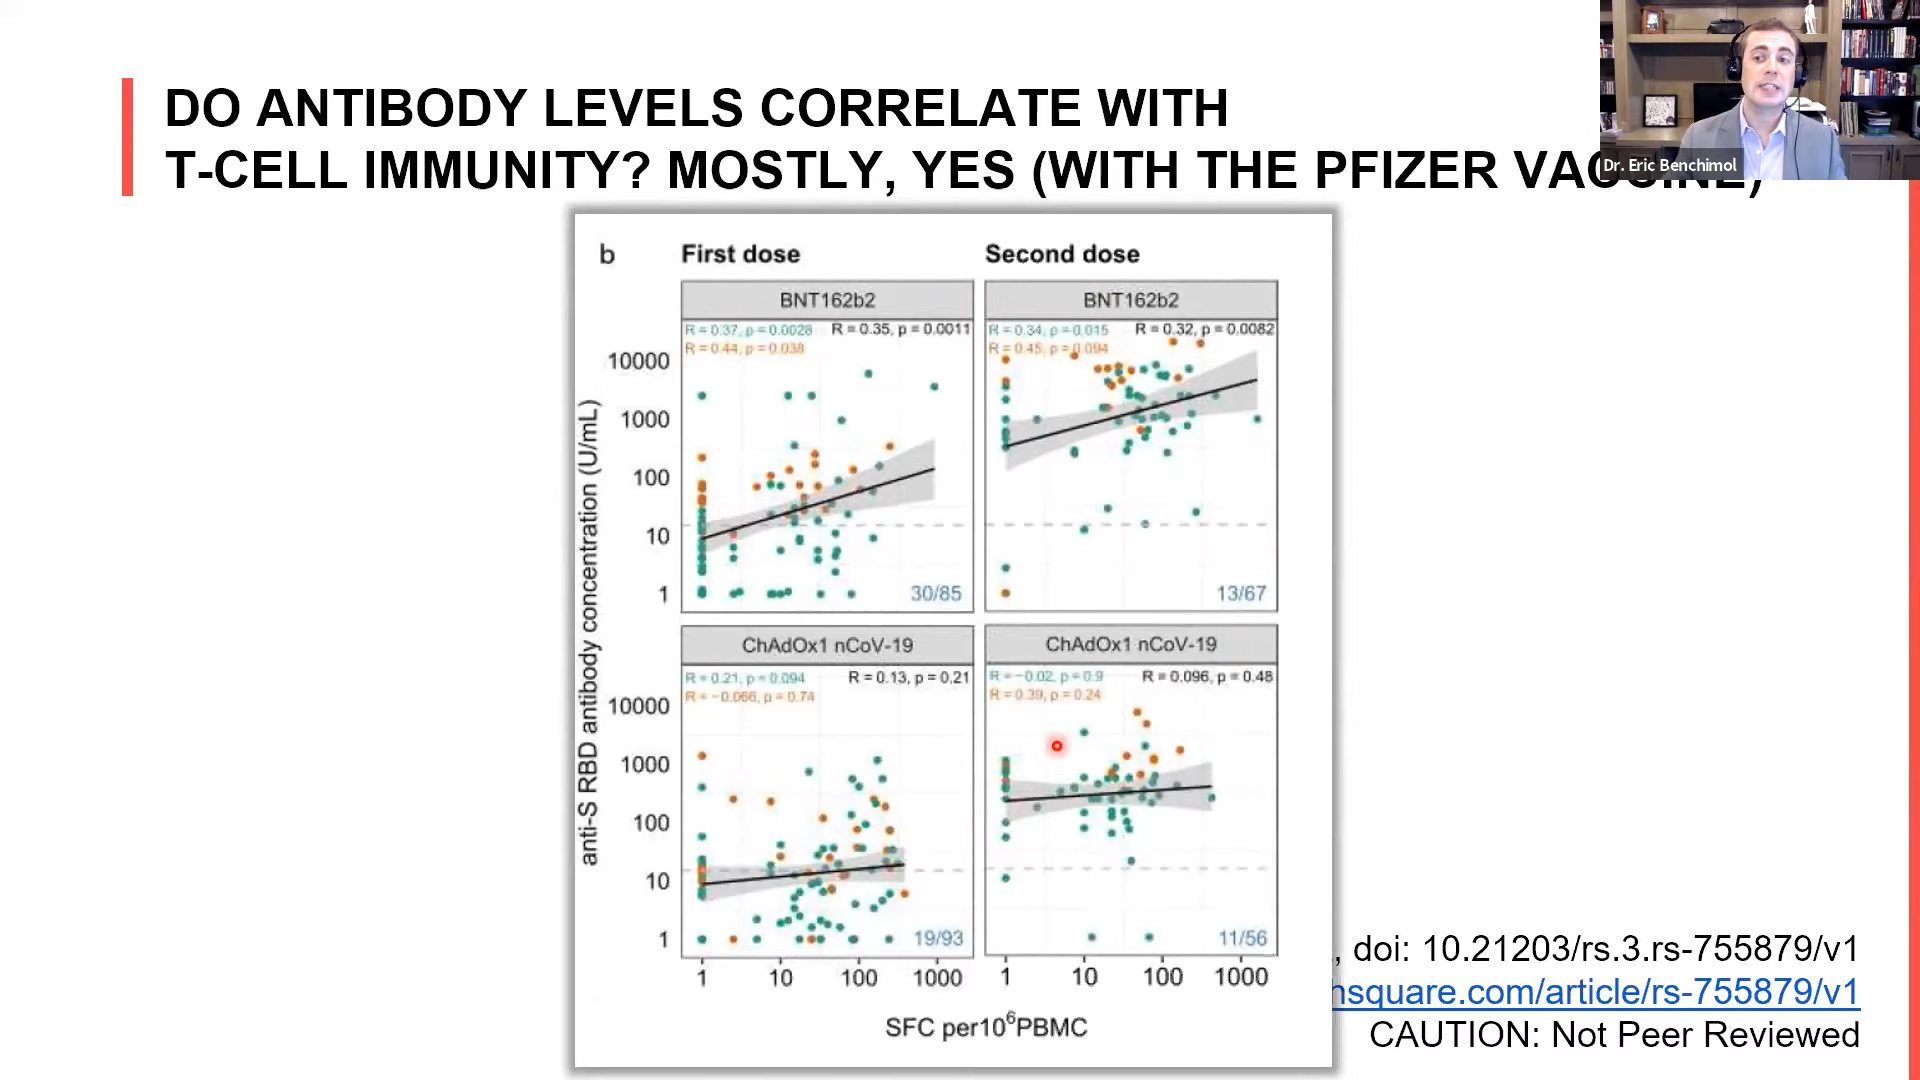 DO ANTIBODY LEVELS CORRELATE WITH
T-CELL IMMUNITY? MOSTLY, YES (WITH THE PFIZER VACCINE)
Dr. Eric Benchimol
b
First dose
Second dose
BNT162b2
BNT162b2
R = 0.37, p = 0.0028
R = 0.35, p = 0.0011
R = 0.44, p = 0.038
R = 0.34, p = 0.015
R = 0.32, p = 0.0082
R = 0.45, p = 0.094
10000
1000
100
10
1
30/85
13/67
anti-S RBD antibody concentration (U/mL)
ChAdOx1 nCoV-19
ChAdOx1 nCoV-19
R = 0.21, p = 0.094
R = 0.13, p = 0.21
R = −0.066, p = 0.74
R = −0.02, p = 0.9
R = 0.096, p = 0.48
R = 0.39, p = 0.24
10000
1000
100
10
1
19/93
11/56
1 10 100 1000
1 10 100 1000
SFC per10⁶PBMC
, doi: 10.21203/rs.3.rs-755879/v1
hsquare.com/article/rs-755879/v1
CAUTION: Not Peer Reviewed